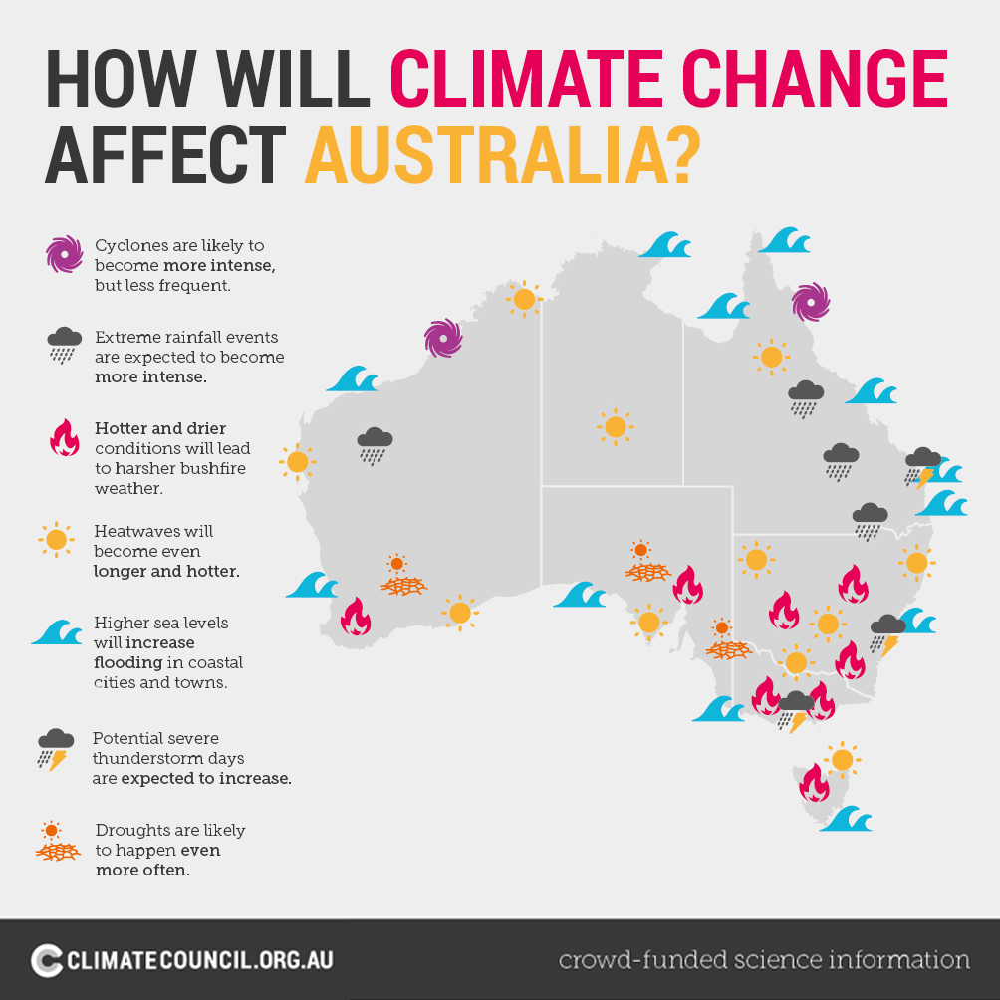 HOW WILL CLIMATE CHANGE
AFFECT AUSTRALIA?
Cyclones are likely to
become more intense,
but less frequent.
Extreme rainfall events
are expected to become
more intense.
Hotter and drier
conditions will lead
to harsher bushfire
weather.
Heatwaves will
become even
longer and hotter.
Higher sea levels
will increase
flooding in coastal
cities and towns.
Potential severe
thunderstorm days
are expected to increase.
Droughts are likely
to happen even
more often.
CLIMATECOUNCIL.ORG.AU
crowd-funded science information